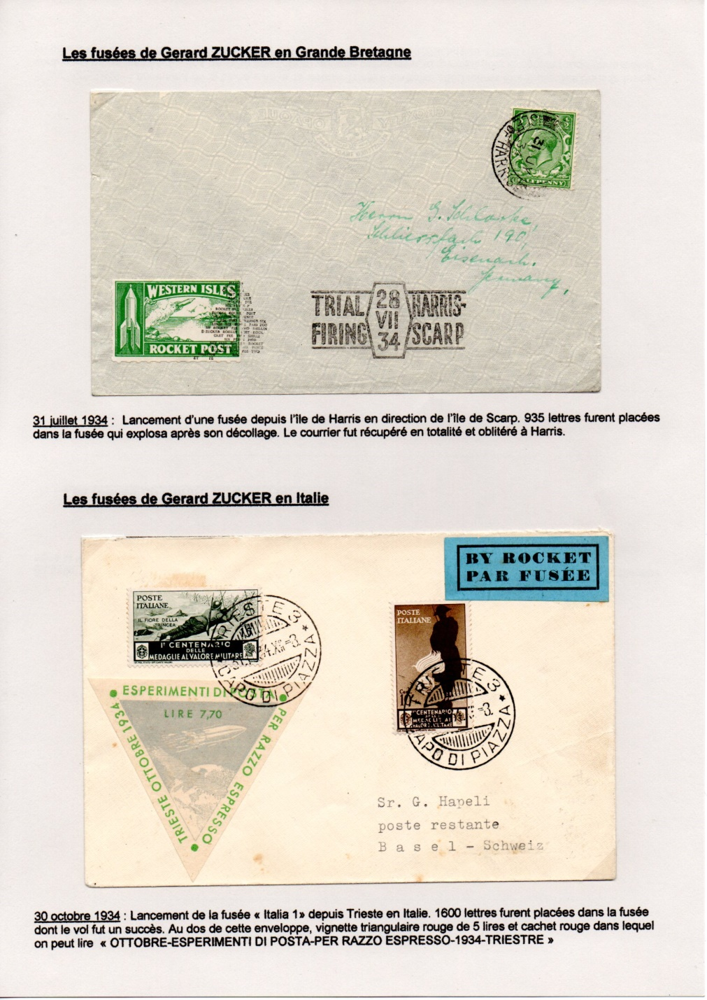 Les fusées de Gerard ZUCKER en Grande Bretagne
ISLE OF HARRIS
31 JY
34
HALFPENNY
Herrn G.
190,
Eisenach.
Germany,
WESTERN ISLES
ROCKET POST
TRIAL FIRING
28 VII 34
HARRIS-SCARP
31 juillet 1934 : Lancement d'une fusée depuis l'île de Harris en direction de l'île de Scarp. 935 lettres furent placées
dans la fusée qui explosa après son décollage. Le courrier fut récupéré en totalité et oblitéré à Harris.
Les fusées de Gerard ZUCKER en Italie
BY ROCKET
PAR FUSÉE
POSTE
ITALIANE
IL FIORE DELLA
TRINCEA
I° CENTENARIO
DELLE
MEDAGLIE AL VALORE MILITARE
TRIESTE 3
CAPO DI PIAZZA
POSTE
ITALIANE
I° CENTENARIO
DELLE
MEDAGLIE AL
VALORE MILITARE
TRIESTE 3
CAPO DI PIAZZA
ESPERIMENTI DI POSTA
PER RAZZO ESPRESSO
TRIESTE OTTOBRE 1934
LIRE 7,70
Sr. G. Hapeli
poste restante
Basel - Schweiz
30 octobre 1934 : Lancement de la fusée « Italia 1» depuis Trieste en Italie. 1600 lettres furent placées dans la fusée
dont le vol fut un succès. Au dos de cette enveloppe, vignette triangulaire rouge de 5 lires et cachet rouge dans lequel
on peut lire « OTTOBRE-ESPERIMENTI DI POSTA-PER RAZZO ESPRESSO-1934-TRIESTRE »